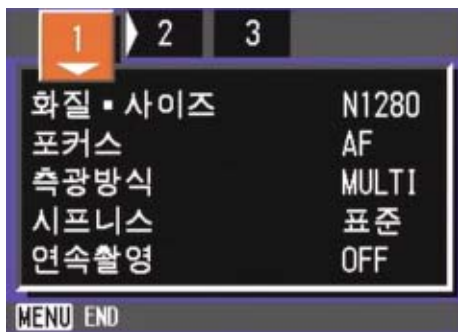 1 2 3
화질▪사이즈 N1280
포커스 AF
측광방식 MULTI
시프니스 표준
연속촬영 OFF
MENU END